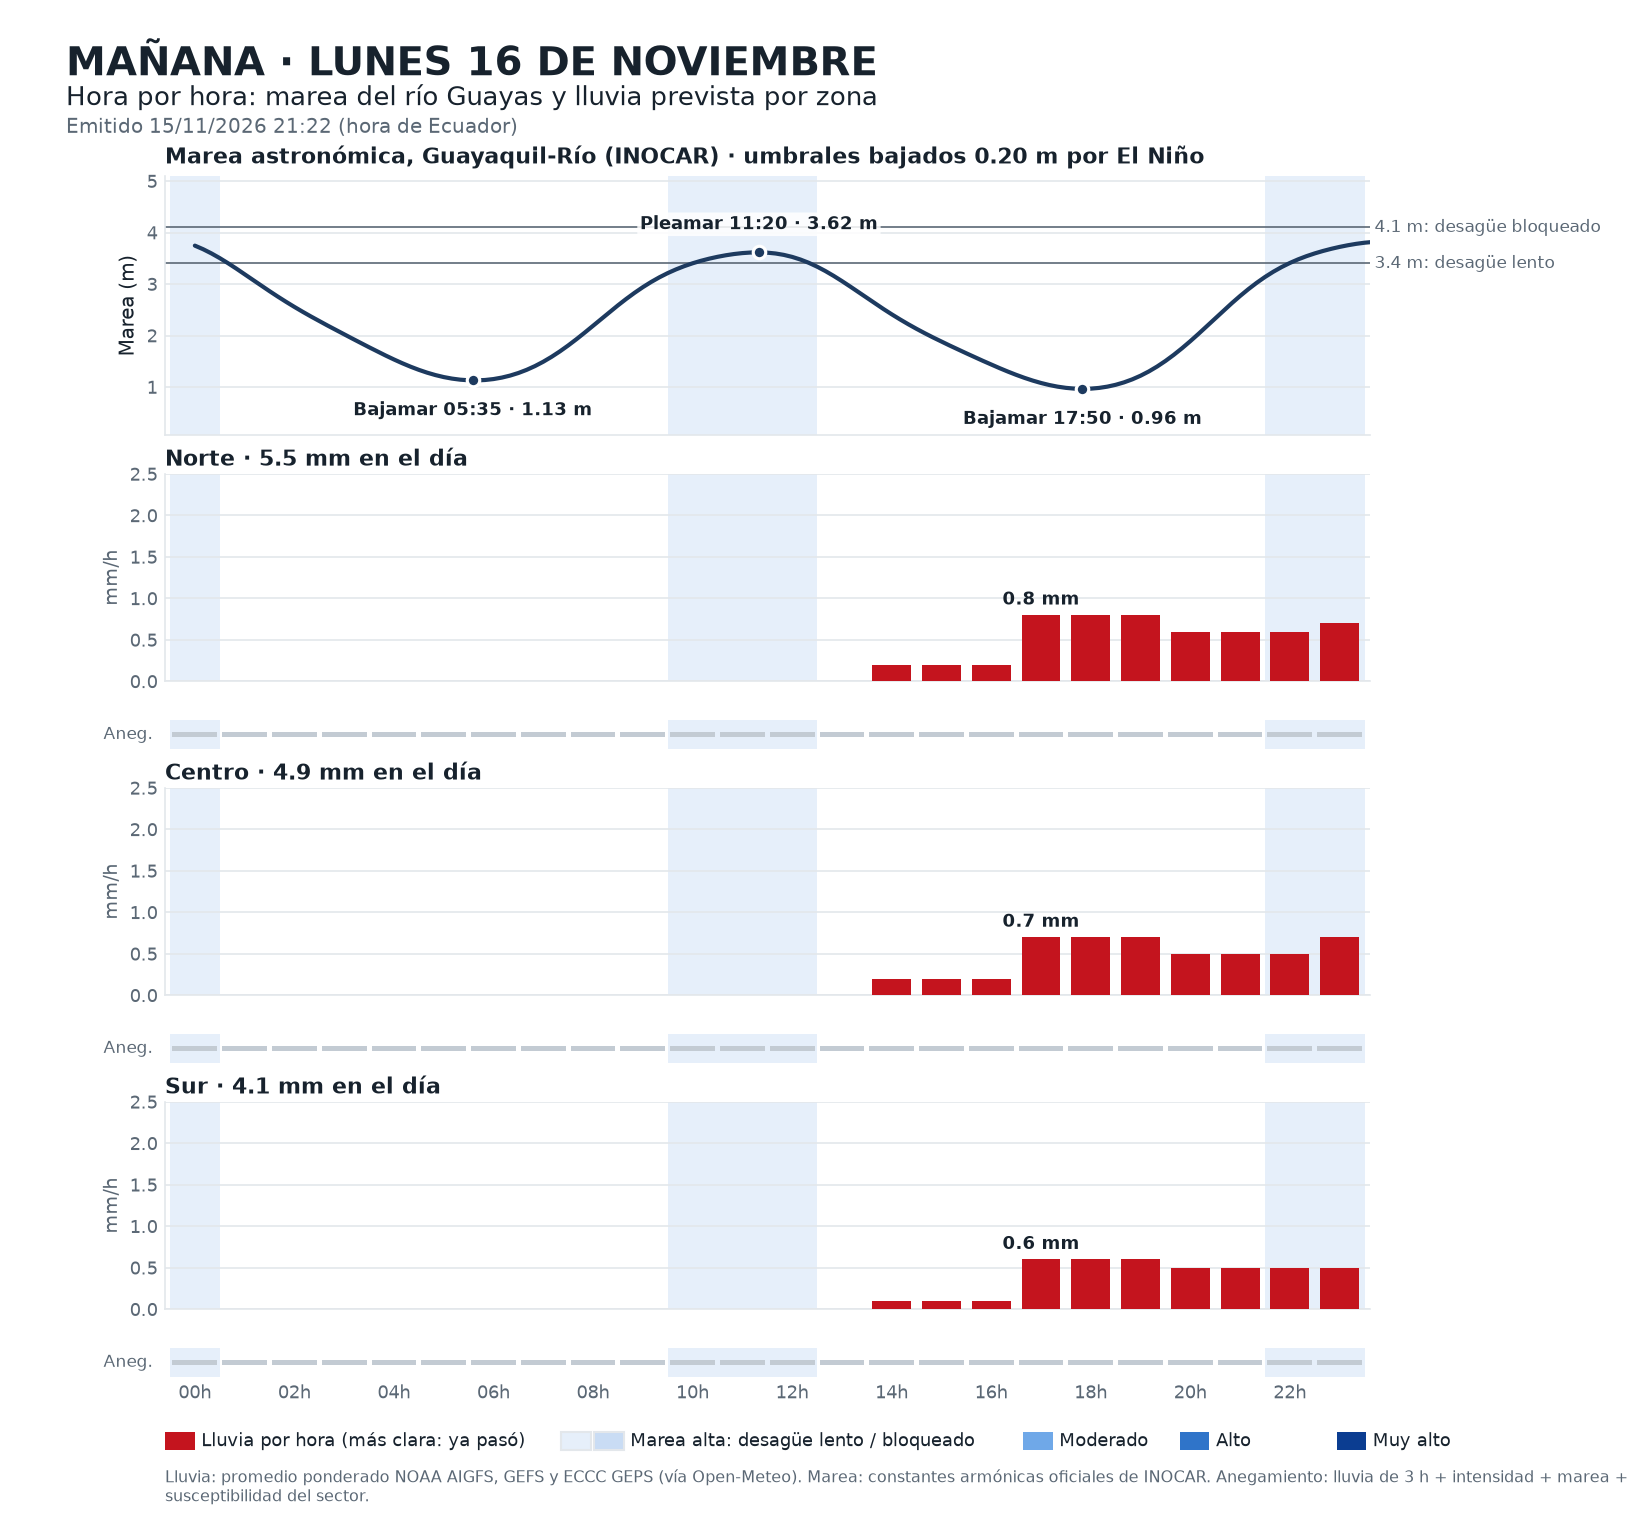 MAÑANA · LUNES 16 DE NOVIEMBRE
Hora por hora: marea del río Guayas y lluvia prevista por zona
Emitido 15/11/2026 21:22 (hora de Ecuador)
Marea astronómica, Guayaquil-Río (INOCAR) · umbrales bajados 0.20 m por El Niño
Marea (m)
5
4
3
2
1
Pleamar 11:20 · 3.62 m
4.1 m: desagüe bloqueado
3.4 m: desagüe lento
Bajamar 05:35 · 1.13 m
Bajamar 17:50 · 0.96 m
Norte · 5.5 mm en el día
mm/h
2.5
2.0
1.5
1.0
0.5
0.0
0.8 mm
Aneg.
Centro · 4.9 mm en el día
mm/h
2.5
2.0
1.5
1.0
0.5
0.0
0.7 mm
Aneg.
Sur · 4.1 mm en el día
mm/h
2.5
2.0
1.5
1.0
0.5
0.0
0.6 mm
Aneg.
00h 02h 04h 06h 08h 10h 12h 14h 16h 18h 20h 22h
Lluvia por hora (más clara: ya pasó) Marea alta: desagüe lento / bloqueado Moderado Alto Muy alto
Lluvia: promedio ponderado NOAA AIGFS, GEFS y ECCC GEPS (vía Open-Meteo). Marea: constantes armónicas oficiales de INOCAR. Anegamiento: lluvia de 3 h + intensidad + marea +
susceptibilidad del sector.